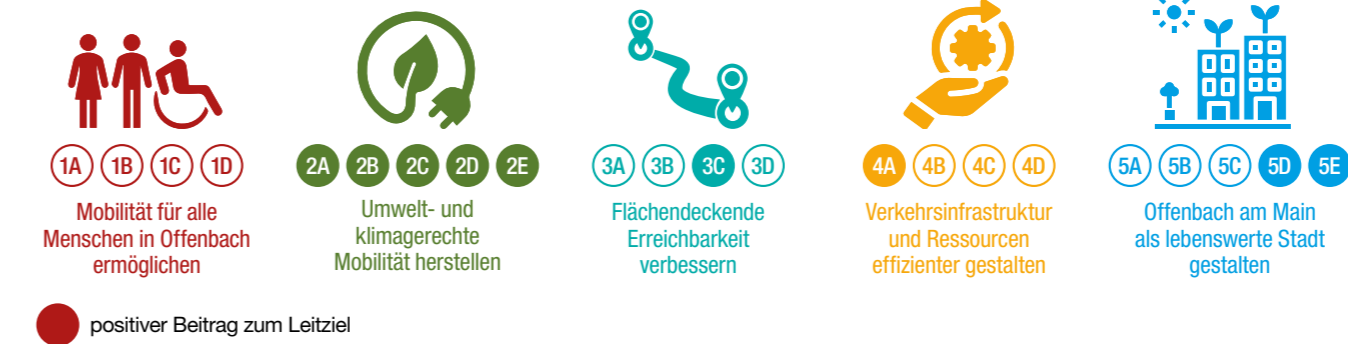 1A 1B 1C 1D
Mobilität für alle
Menschen in Offenbach
ermöglichen
2A 2B 2C 2D 2E
Umwelt- und
klimagerechte
Mobilität herstellen
3A 3B 3C 3D
Flächendeckende
Erreichbarkeit
verbessern
4A 4B 4C 4D
Verkehrsinfrastruktur
und Ressourcen
effizienter gestalten
5A 5B 5C 5D 5E
Offenbach am Main
als lebenswerte Stadt
gestalten
positiver Beitrag zum Leitziel